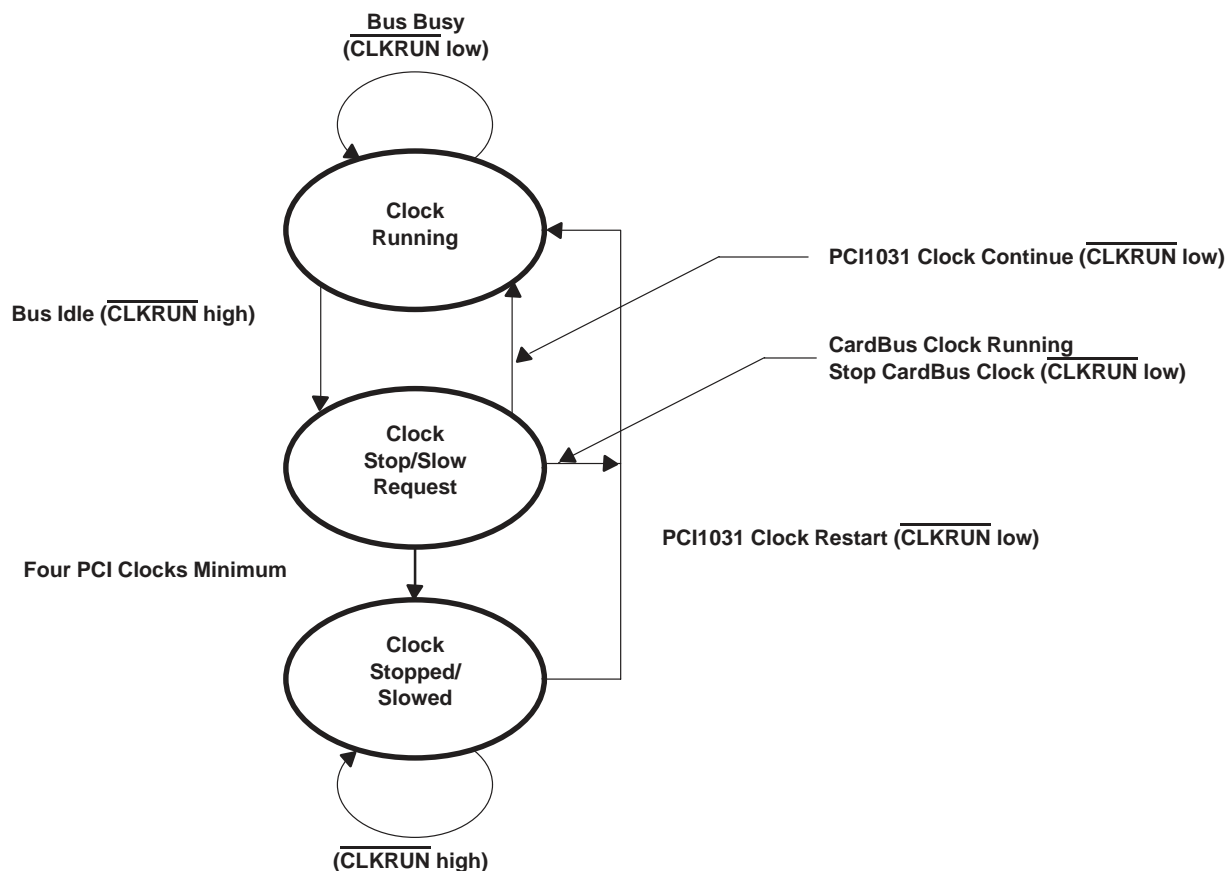 Bus Busy
(CLKRUN low)
Clock
Running
PCI1031 Clock Continue (CLKRUN low)
Bus Idle (CLKRUN high)
CardBus Clock Running
Stop CardBus Clock (CLKRUN low)
Clock
Stop/Slow
Request
PCI1031 Clock Restart (CLKRUN low)
Four PCI Clocks Minimum
Clock
Stopped/
Slowed
(CLKRUN high)